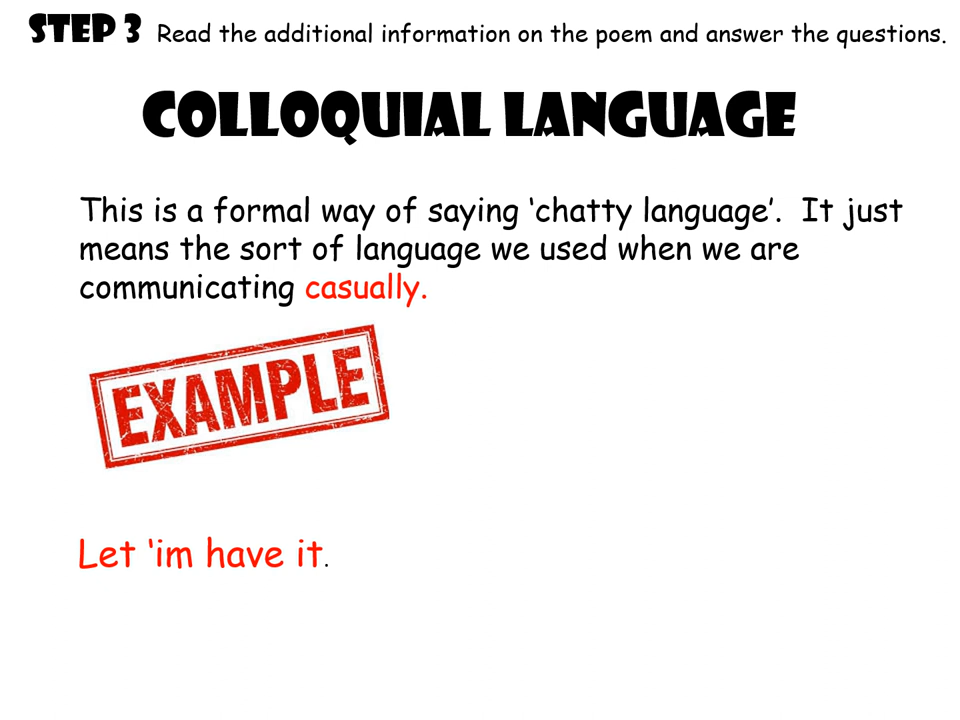 STEP 3 Read the additional information on the poem and answer the questions.
COLLOQUIAL LANGUAGE
This is a formal way of saying ‘chatty language’. It just
means the sort of language we used when we are
communicating casually.
EXAMPLE
Let ‘im have it.